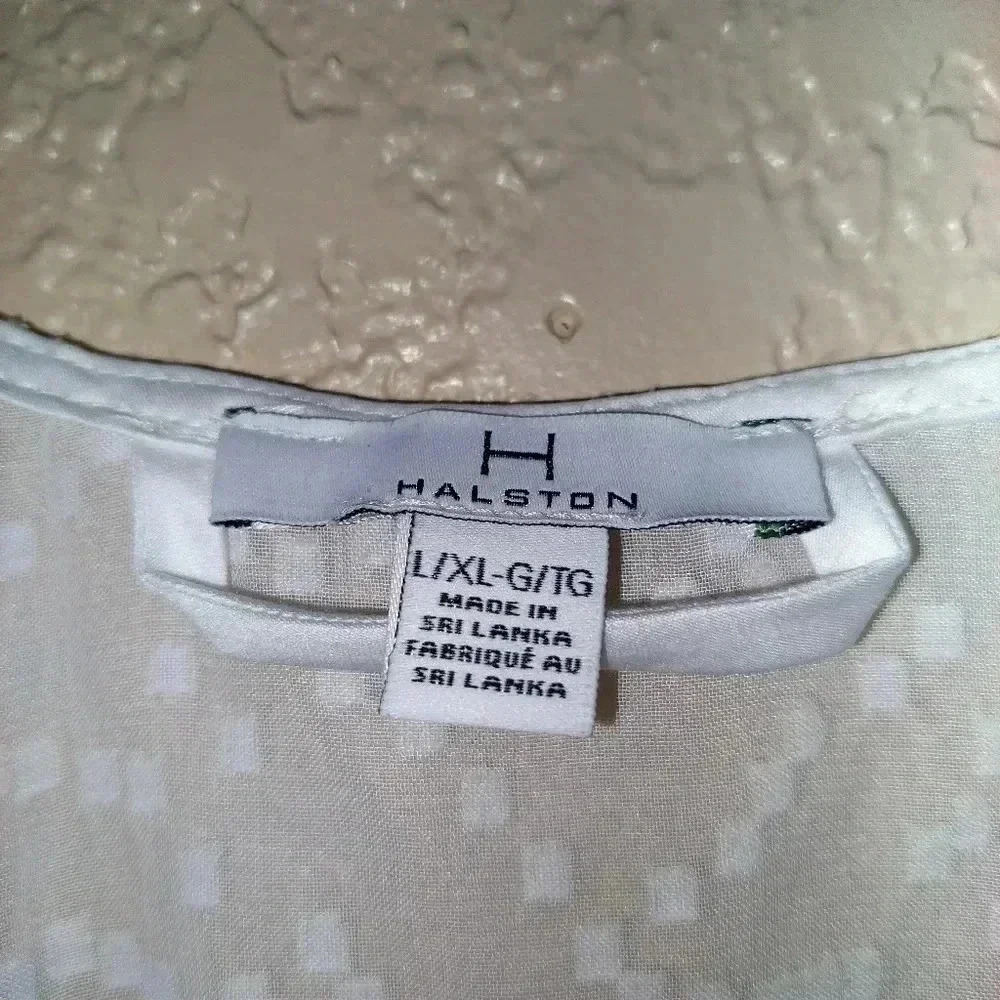 H
HALSTON
L/XL-G/TG
MADE IN
SRI LANKA
FABRIQUÉ AU
SRI LANKA